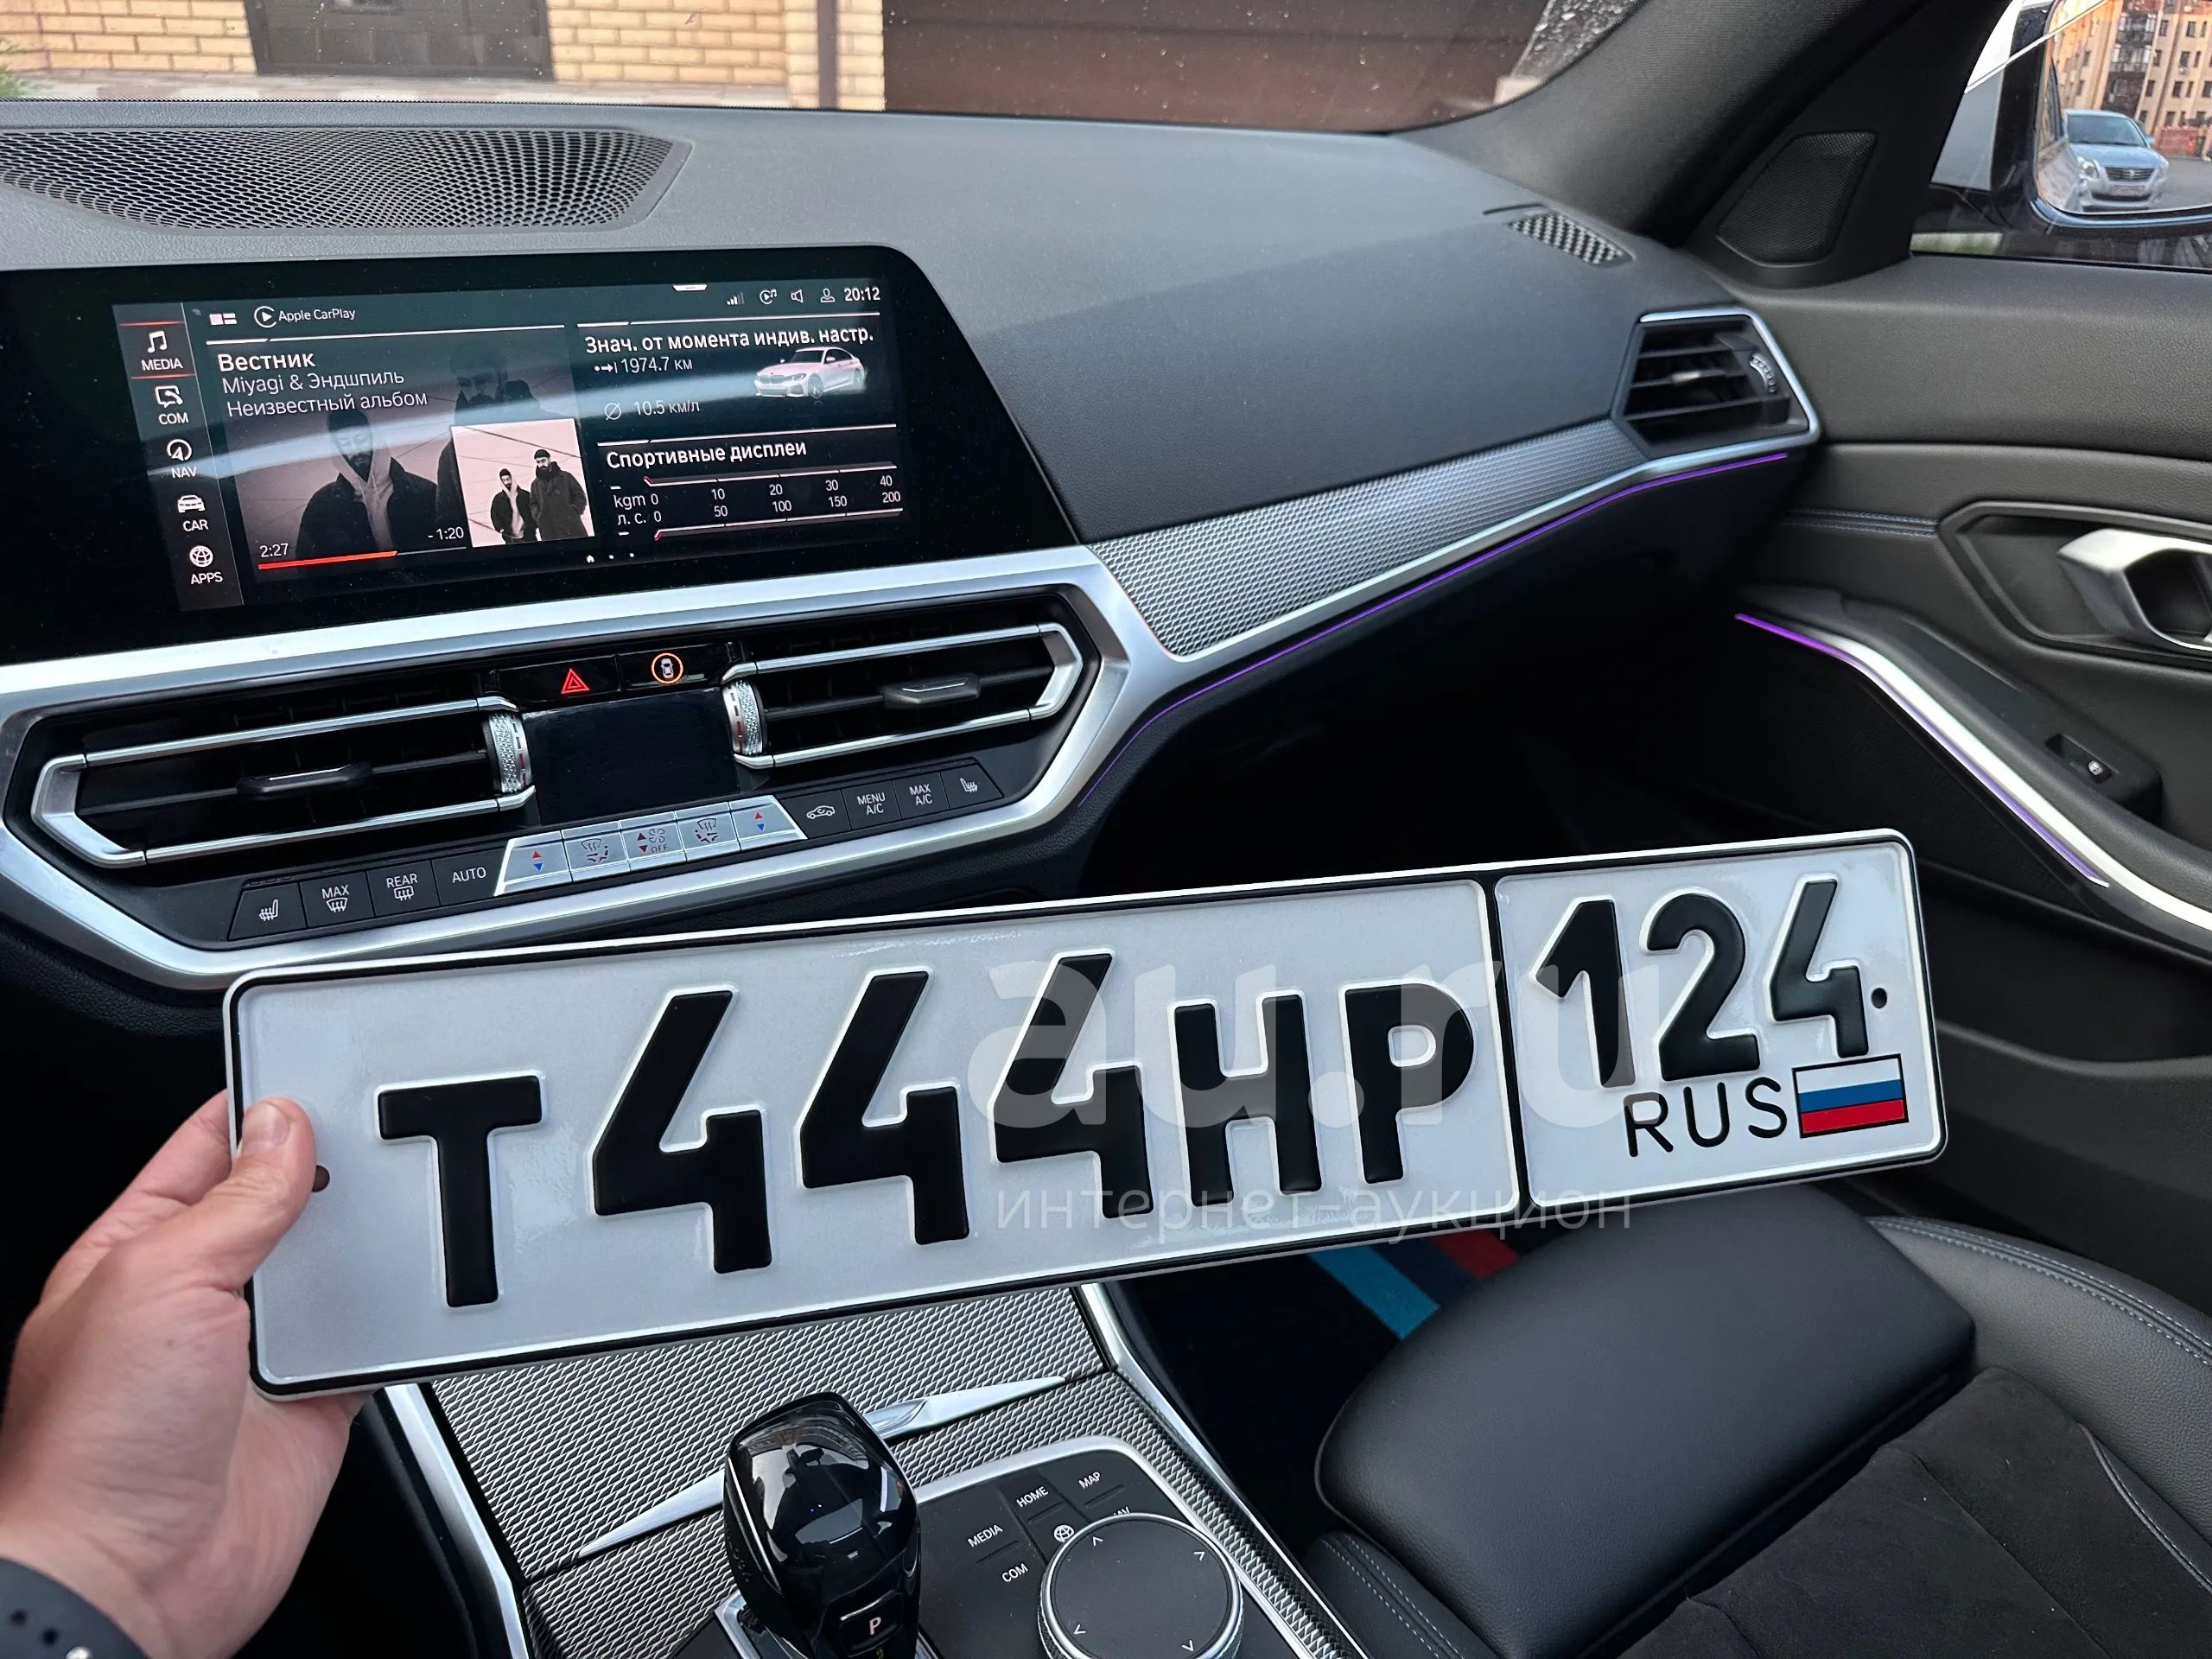 Apple CarPlay
20:12
MEDIA
COM
NAV
CAR
APPS
Вестник
Miyagi & Эндшпиль
Неизвестный альбом
2:27
-1:20
Знач. от момента индив. настр.
1974.7 км
10.5 км/л
Спортивные дисплеи
kgm 0 10 20 30 40
л. с. 0 50 100 150 200
MAX
REAR
AUTO
OFF
MENU
A/C
MAX
A/C
Т444НР 124
RUS
au.ru
интернет-аукцион
HOME
MAP
MEDIA
COM
P